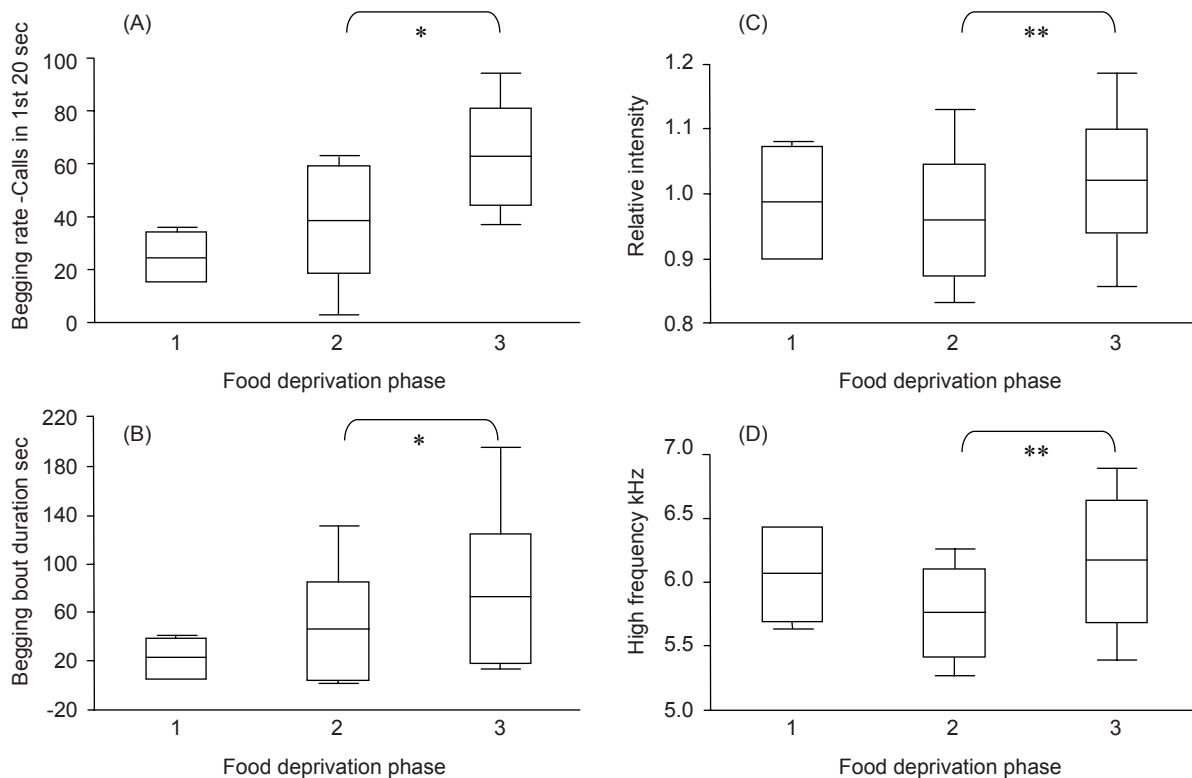 (A)
*
Begging rate -Calls in 1st 20 sec
100
80
60
40
20
0
1 2 3
Food deprivation phase
(C)
**
Relative intensity
1.2
1.1
1.0
0.9
0.8
1 2 3
Food deprivation phase
(B)
*
Begging bout duration sec
220
180
140
100
60
20
-20
1 2 3
Food deprivation phase
(D)
**
High frequency kHz
7.0
6.5
6.0
5.5
5.0
1 2 3
Food deprivation phase